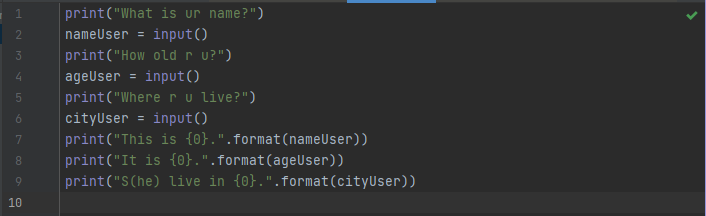 1 print("What is ur name?")
2 nameUser = input()
3 print("How old r u?")
4 ageUser = input()
5 print("Where r u live?")
6 cityUser = input()
7 print("This is {0}.".format(nameUser))
8 print("It is {0}.".format(ageUser))
9 print("S(he) live in {0}.".format(cityUser))
10